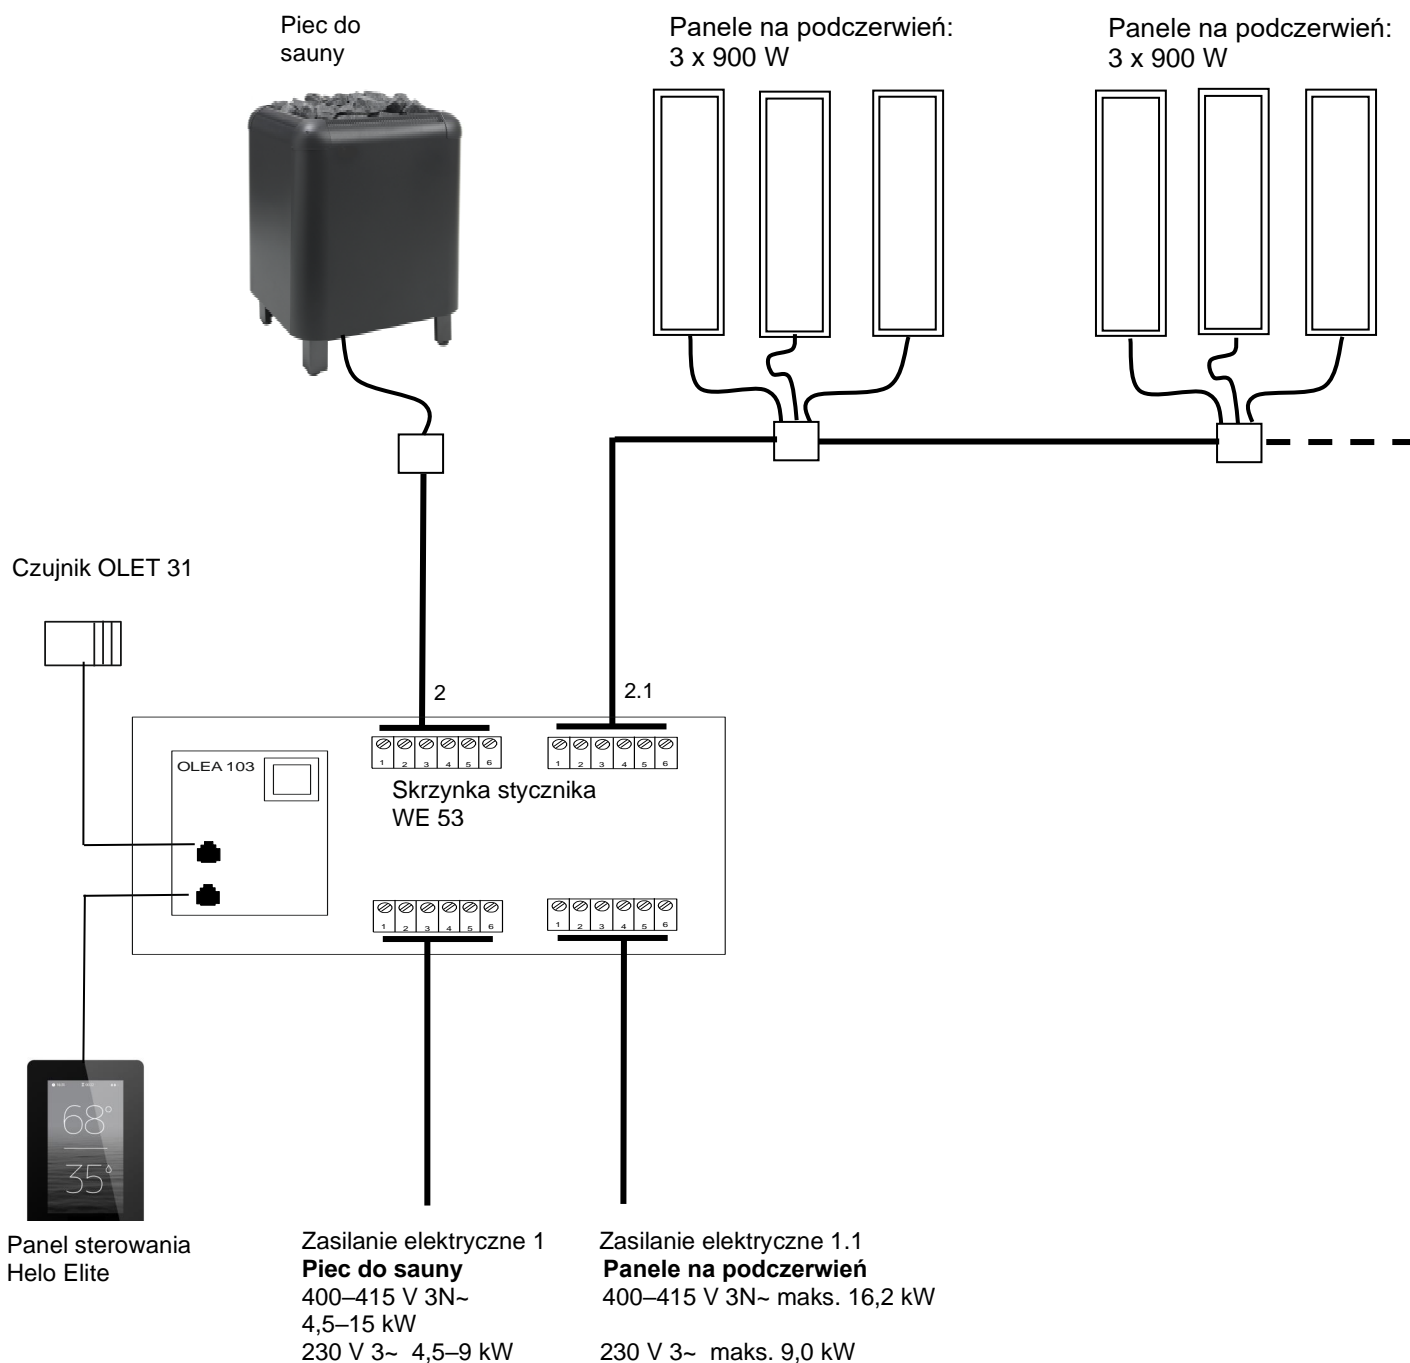 Piec do
sauny
Panele na podczerwień:
3 x 900 W
Panele na podczerwień:
3 x 900 W
Czujnik OLET 31
2
2.1
OLEA 103
1 2 3 4 5 6
1 2 3 4 5 6
Skrzynka stycznika
WE 53
1 2 3 4 5 6
1 2 3 4 5 6
68°
35
Panel sterowania
Helo Elite
Zasilanie elektryczne 1
Piec do sauny
400–415 V 3N~
4,5–15 kW
230 V 3~ 4,5–9 kW
Zasilanie elektryczne 1.1
Panele na podczerwień
400–415 V 3N~ maks. 16,2 kW
230 V 3~ maks. 9,0 kW